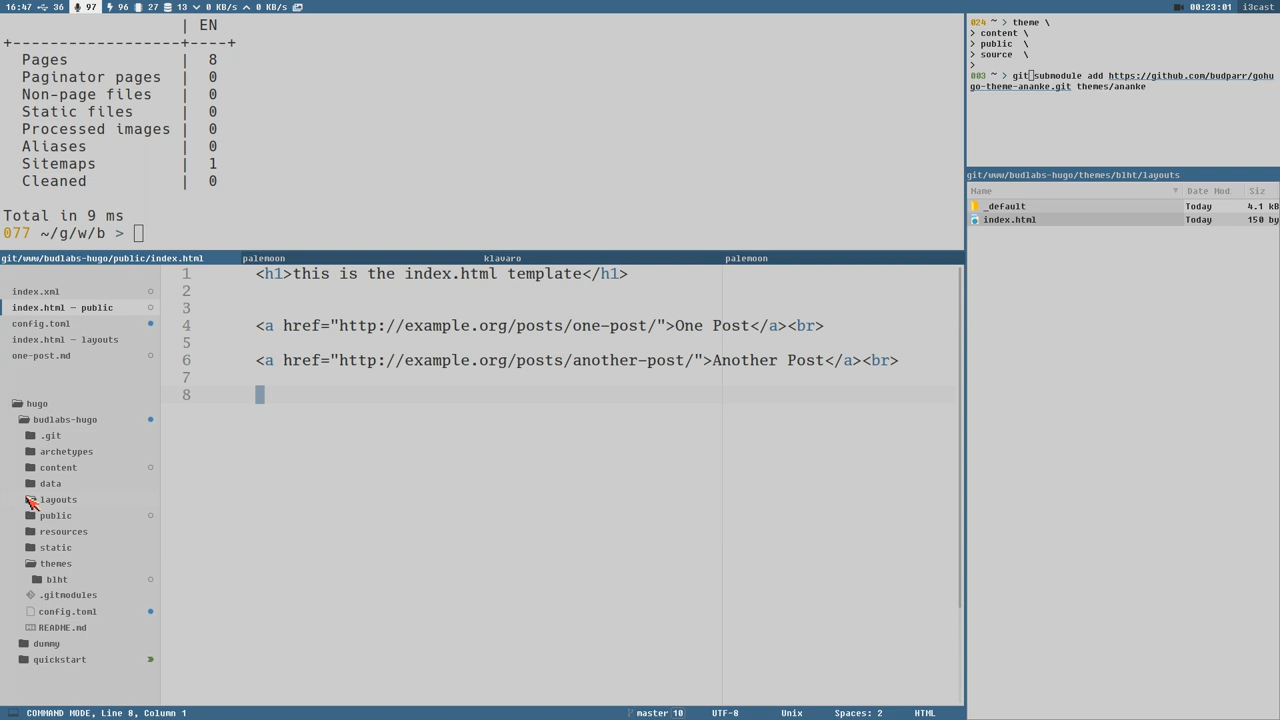 16:47 36 97 96 27 13 0 KB/s 0 KB/s
00:23:01 i3cast
| EN
+------------------+----+
Pages | 8
Paginator pages | 0
Non-page files | 0
Static files | 0
Processed images | 0
Aliases | 0
Sitemaps | 1
Cleaned | 0
Total in 9 ms
077 ~/g/w/b >
024 ~ > theme \
> content \
> public \
> source \
>
003 ~ > git submodule add https://github.com/budparr/gohu
go-theme-ananke.git themes/ananke
git/www/budlabs-hugo/themes/blht/layouts
Name Date Mod Siz
_default Today 4.1 kB
index.html Today 150 by
git/www/budlabs-hugo/public/index.html palemoon klavaro palemoon
index.xml
index.html — public
config.toml
index.html — layouts
one-post.md
hugo
budlabs-hugo
.git
archetypes
content
data
layouts
public
resources
static
themes
blht
.gitmodules
config.toml
README.md
dummy
quickstart
1 <h1>this is the index.html template</h1>
2
3
4 <a href="http://example.org/posts/one-post/">One Post</a><br>
5
6 <a href="http://example.org/posts/another-post/">Another Post</a><br>
7
8
COMMAND MODE, Line 8, Column 1 master 10 UTF-8 Unix Spaces: 2 HTML